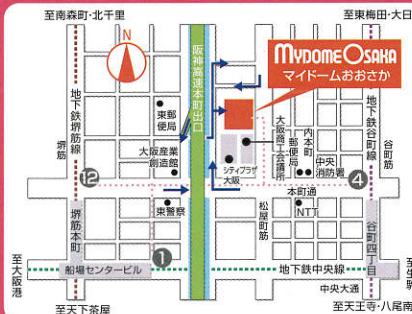 至南森町・北千里
至東梅田・大日
N
阪神高速本町出口
MYDOME OSAKA
マイドームおおさか
地下鉄堺筋線
堺筋
東郵便局
大阪産業創造館
シティプラザ大阪
大阪商工会議所
内本町郵便局
中央消防署
地下鉄谷町線
谷町筋
12
4
本町通
堺筋本町
東警察
松屋町筋
NTT
谷町四丁目
1
至大阪港
船場センタービル
地下鉄中央線
中央大通
至生駒
至天下茶屋
至天王寺・八尾南